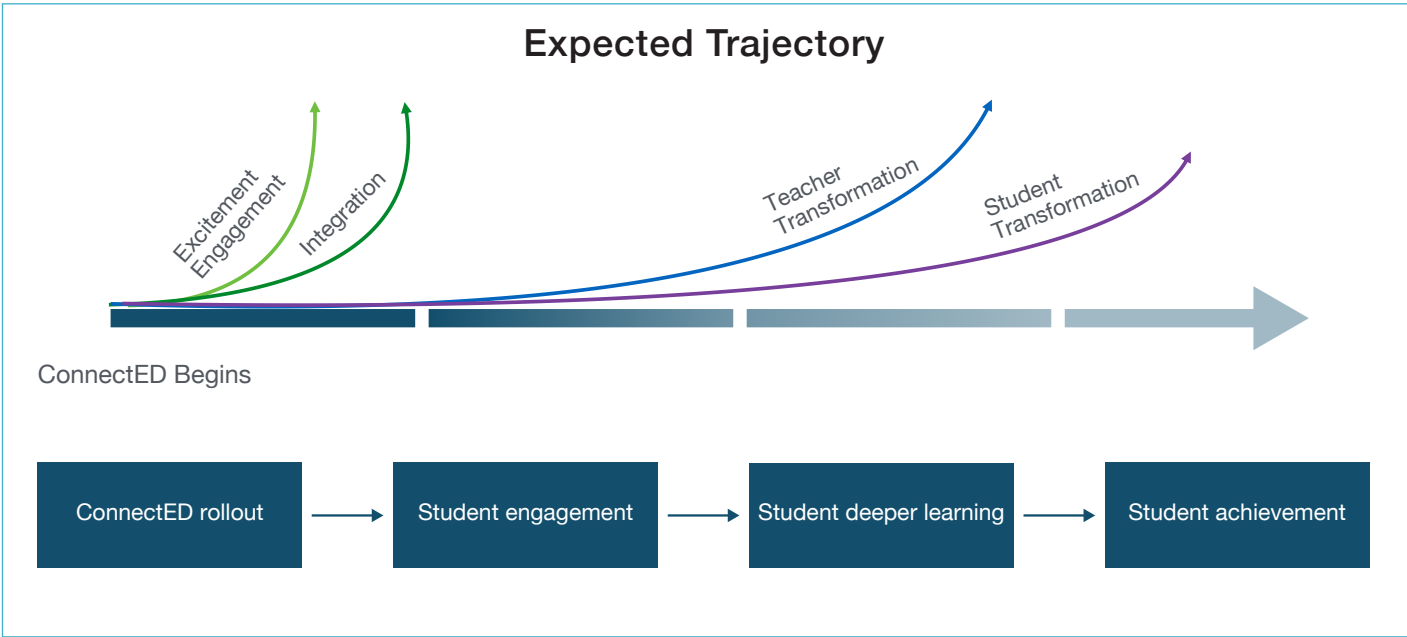 Expected Trajectory
Excitement
Engagement
Integration
Teacher
Transformation
Student
Transformation
ConnectED Begins
ConnectED rollout
Student engagement
Student deeper learning
Student achievement